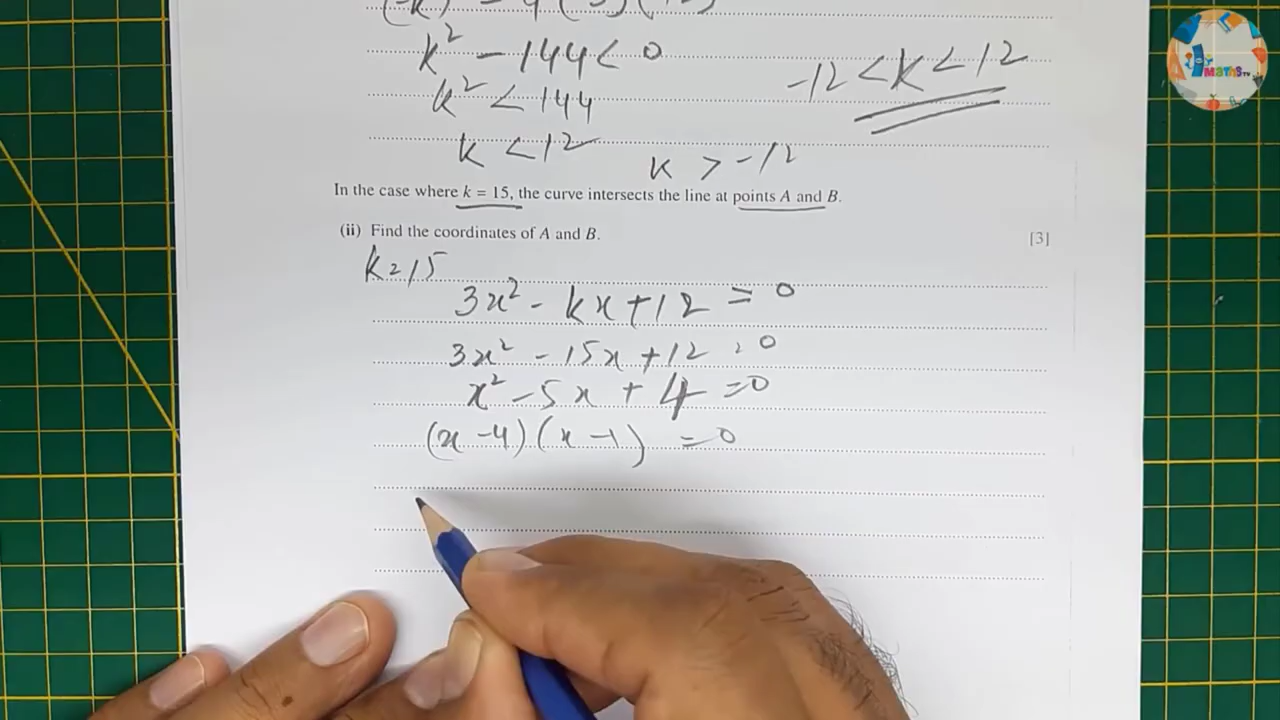 k² - 144 < 0
-12 < k < 12
k² < 144
k < 12 k > -12
In the case where k = 15, the curve intersects the line at points A and B.
(ii) Find the coordinates of A and B. [3]
k = 15
3x² - kx + 12 = 0
3x² - 15x + 12 = 0
x² - 5x + 4 = 0
(x - 4)(x - 1) = 0
MATHS TV